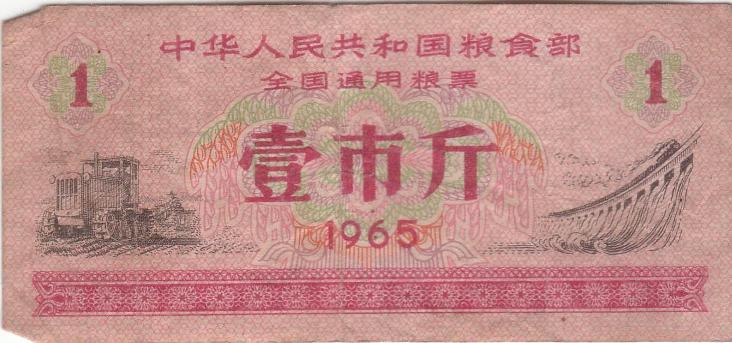 中华人民共和国粮食部
全国通用粮票
1 1
壹市斤
1965